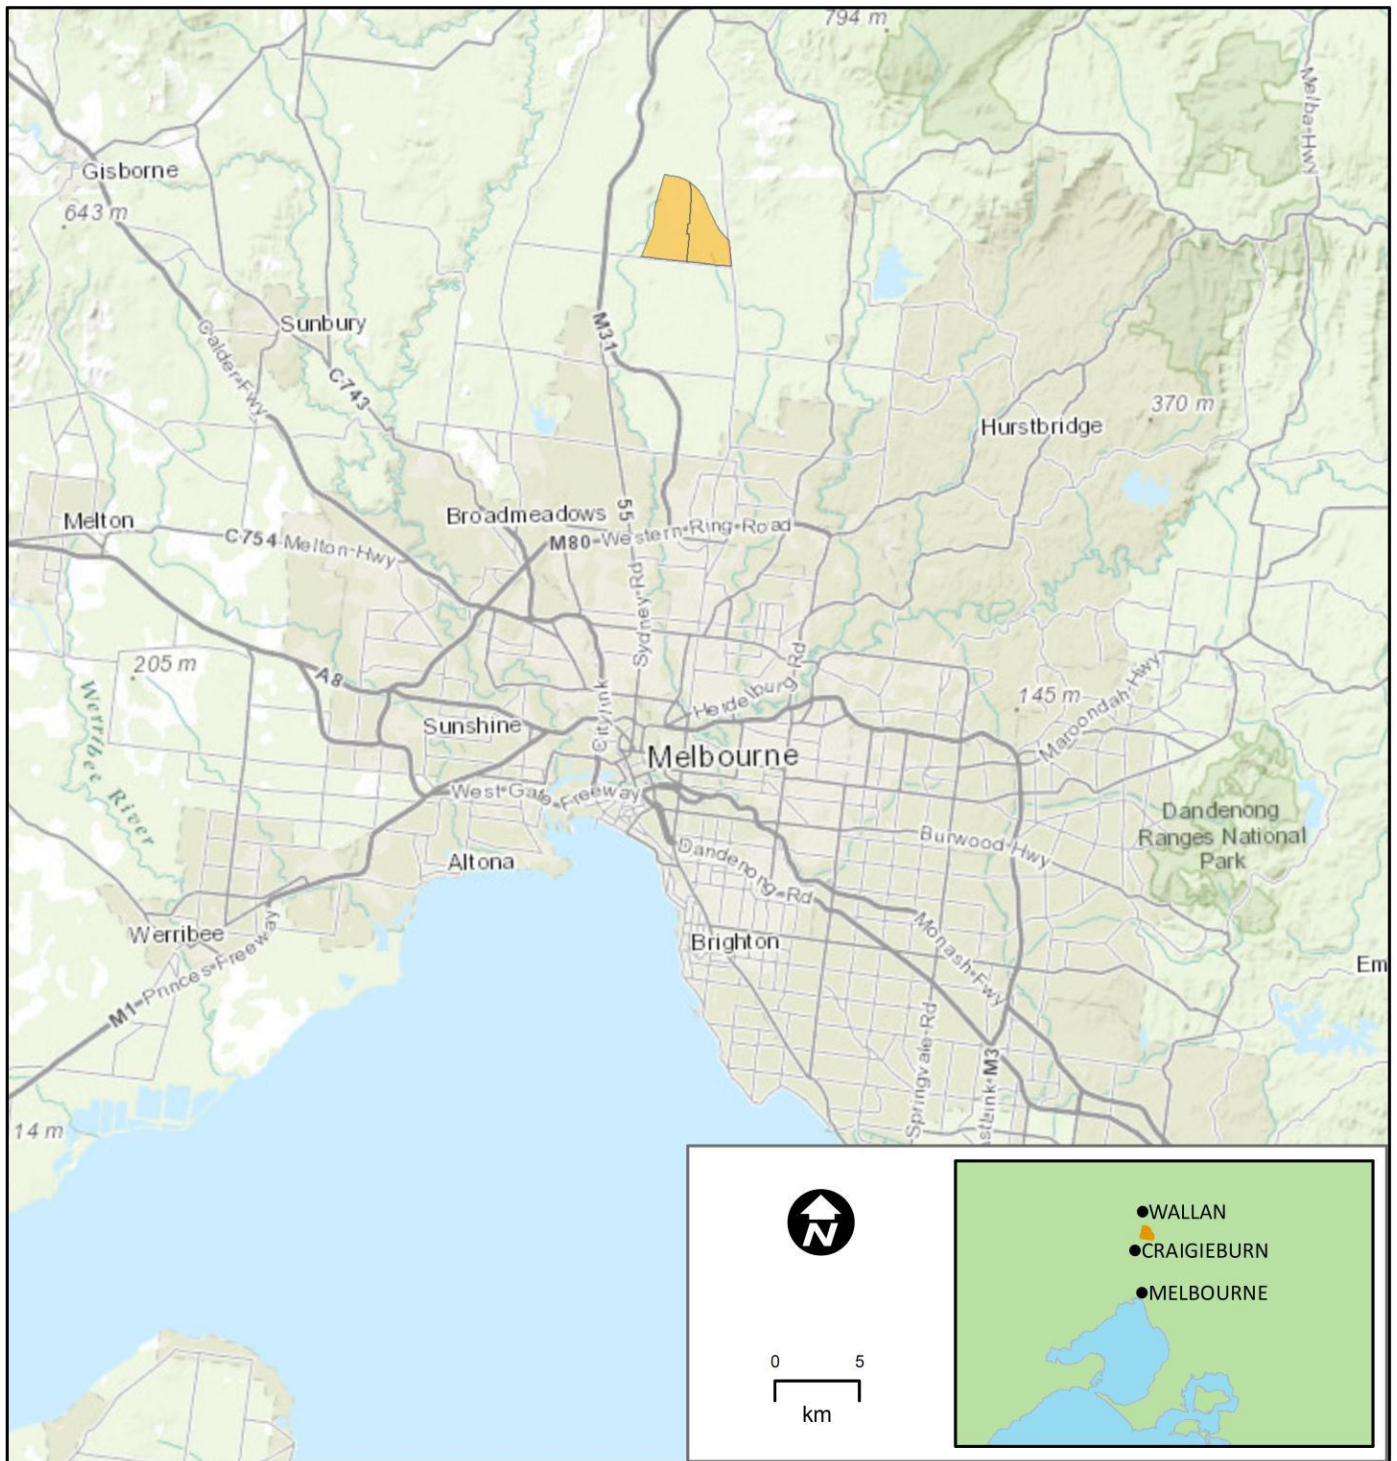 794 m
Melba-Hwy
Gisborne
643 m
Sunbury
M31
Calder-Fwy
C743
370 m
Hurstbridge
Melton
Broadmeadows
55
C754-Melton-Hwy
M80-Western-Ring-Road
Sydney-Rd
205 m
A8
Heidelburg-Rd
145 m
Maroondah-Hwy
Werribee River
Sunshine
Citylink
Melbourne
West-Gate-Freeway
Dandenong
Ranges National
Park
Burwood-Hwy
Altona
Dandenong-Rd
Werribee
Brighton
Monash-Fwy
Em
M1-Princes-Freeway
Springvale-Rd
astLink-M3
14 m
N
0 5
km
WALLAN
CRAIGIEBURN
MELBOURNE